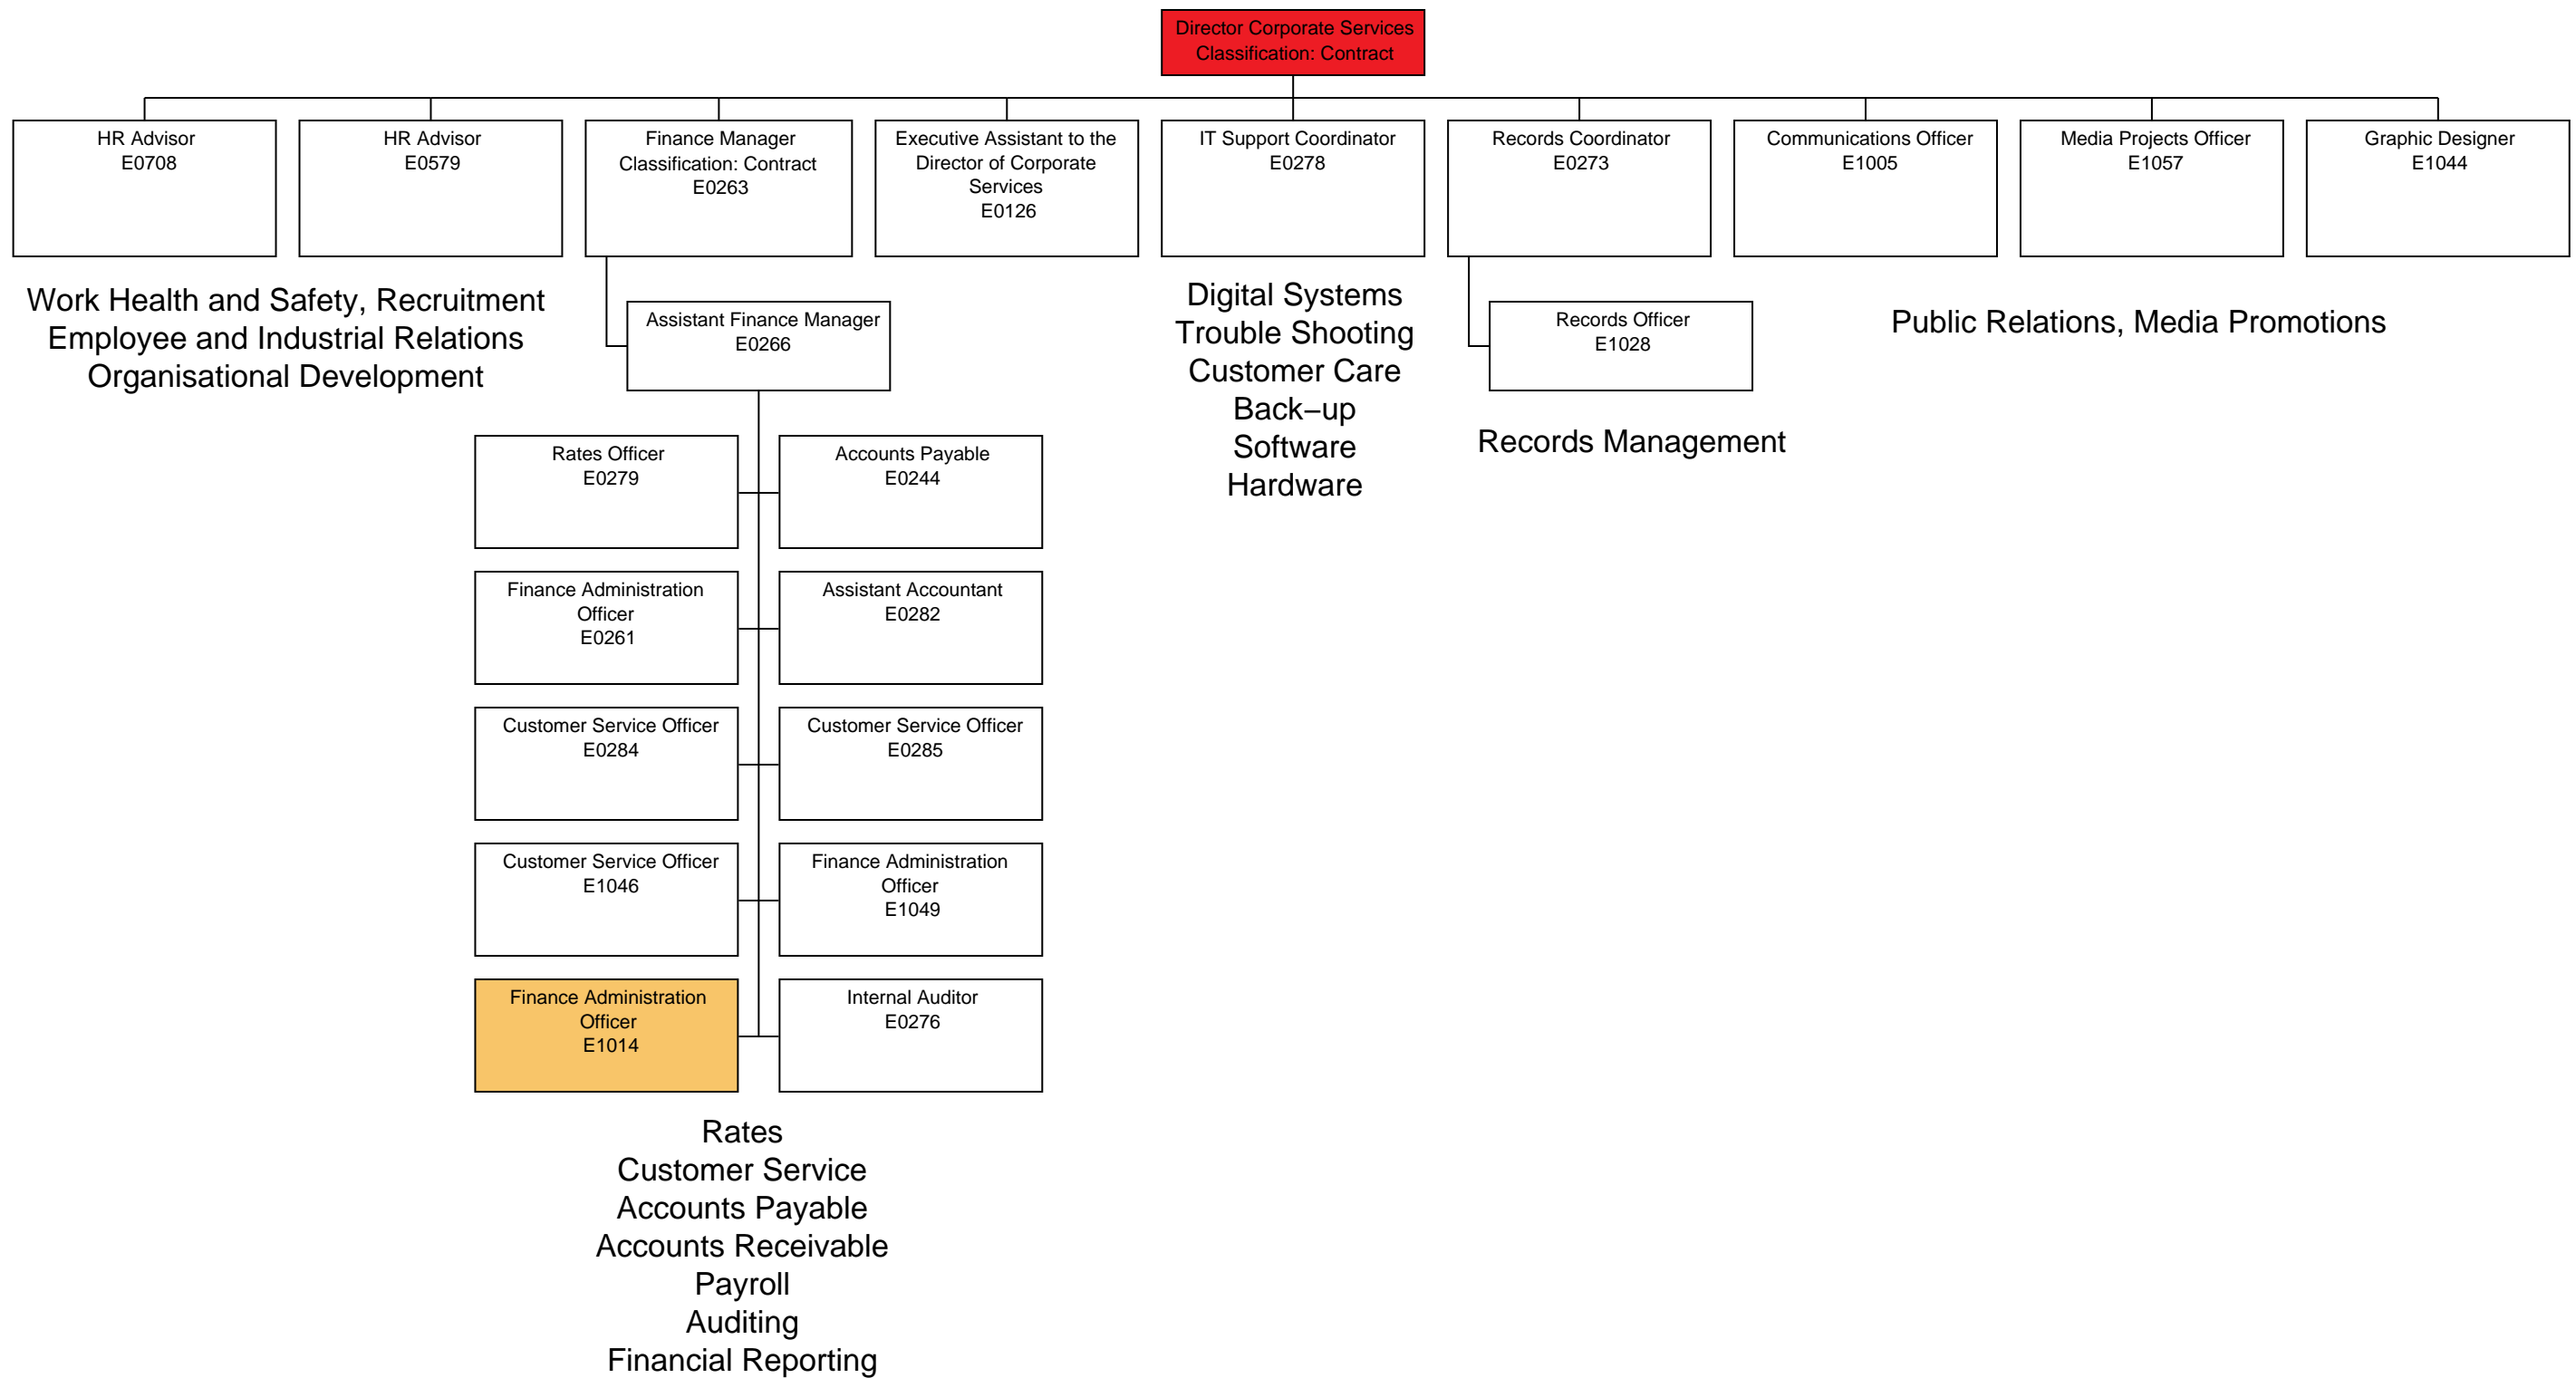 Director Corporate Services
Classification: Contract
HR Advisor
E0708
HR Advisor
E0579
Finance Manager
Classification: Contract
E0263
Executive Assistant to the
Director of Corporate
Services
E0126
IT Support Coordinator
E0278
Records Coordinator
E0273
Communications Officer
E1005
Media Projects Officer
E1057
Graphic Designer
E1044
Work Health and Safety, Recruitment
Employee and Industrial Relations
Organisational Development
Assistant Finance Manager
E0266
Digital Systems
Trouble Shooting
Customer Care
Back−up
Software
Hardware
Records Officer
E1028
Records Management
Public Relations, Media Promotions
Rates Officer
E0279
Accounts Payable
E0244
Finance Administration
Officer
E0261
Assistant Accountant
E0282
Customer Service Officer
E0284
Customer Service Officer
E0285
Customer Service Officer
E1046
Finance Administration
Officer
E1049
Finance Administration
Officer
E1014
Internal Auditor
E0276
Rates
Customer Service
Accounts Payable
Accounts Receivable
Payroll
Auditing
Financial Reporting